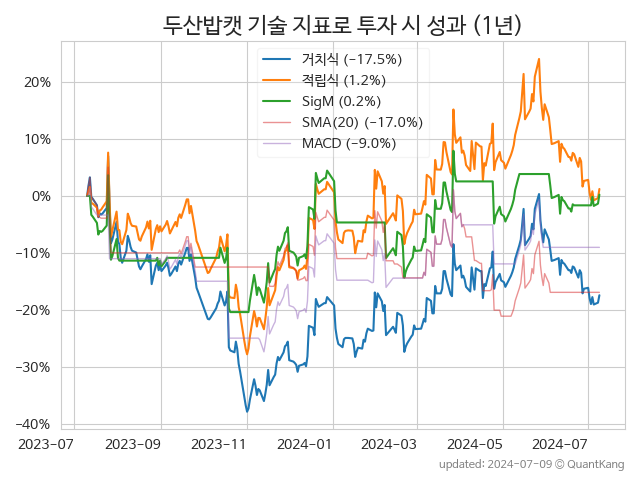 두산밥캣 기술 지표로 투자 시 성과 (1년)
거치식 (−17.5%)
적립식 (1.2%)
SigM (0.2%)
SMA(20) (−17.0%)
MACD (−9.0%)
20%
10%
0%
−10%
−20%
−30%
−40%
2023-07 2023-09 2023-11 2024-01 2024-03 2024-05 2024-07
updated: 2024-07-09 © QuantKang